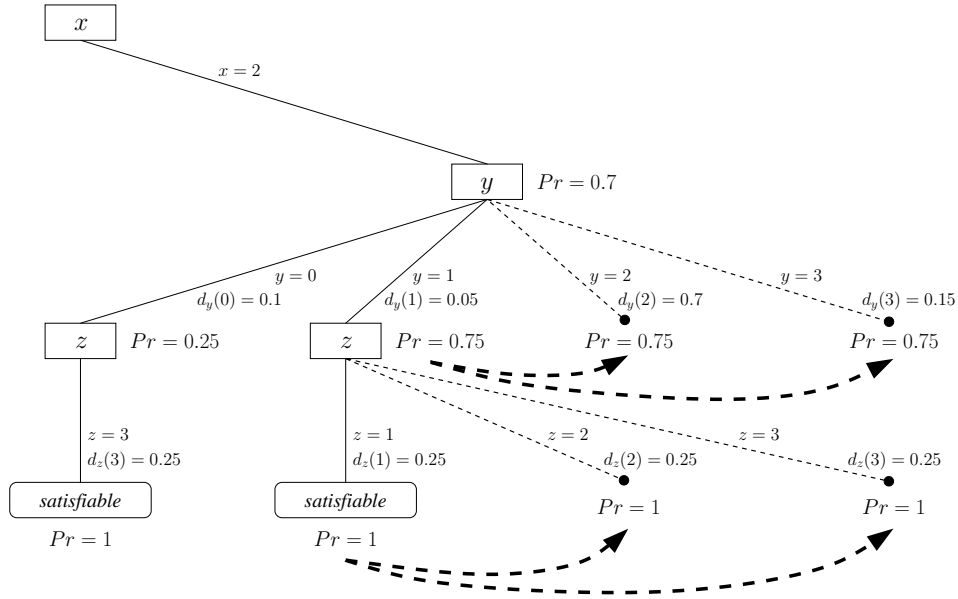 x
x = 2
y
Pr = 0.7
y = 0
y = 1
y = 2
y = 3
d_y(0) = 0.1
d_y(1) = 0.05
d_y(2) = 0.7
d_y(3) = 0.15
z
Pr = 0.25
z
Pr = 0.75
Pr = 0.75
Pr = 0.75
z = 3
z = 1
z = 2
z = 3
d_z(3) = 0.25
d_z(1) = 0.25
d_z(2) = 0.25
d_z(3) = 0.25
satisfiable
satisfiable
Pr = 1
Pr = 1
Pr = 1
Pr = 1